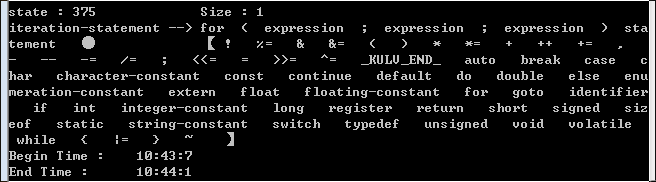 state : 375 Size : 1
iteration-statement --> for ( expression ; expression ; expression ) sta
tement ● 【 ! %= & &= ( ) * *= + ++ += ,
- -- -= /= ; <<= = >>= ^= _KULU_END_ auto break case c
har character-constant const continue default do double else enu
meration-constant extern float floating-constant for goto identifier
if int integer-constant long register return short signed siz
eof static string-constant switch typedef unsigned void volatile
while { |= } ~ 】
Begin Time : 10:43:7
End Time : 10:44:1